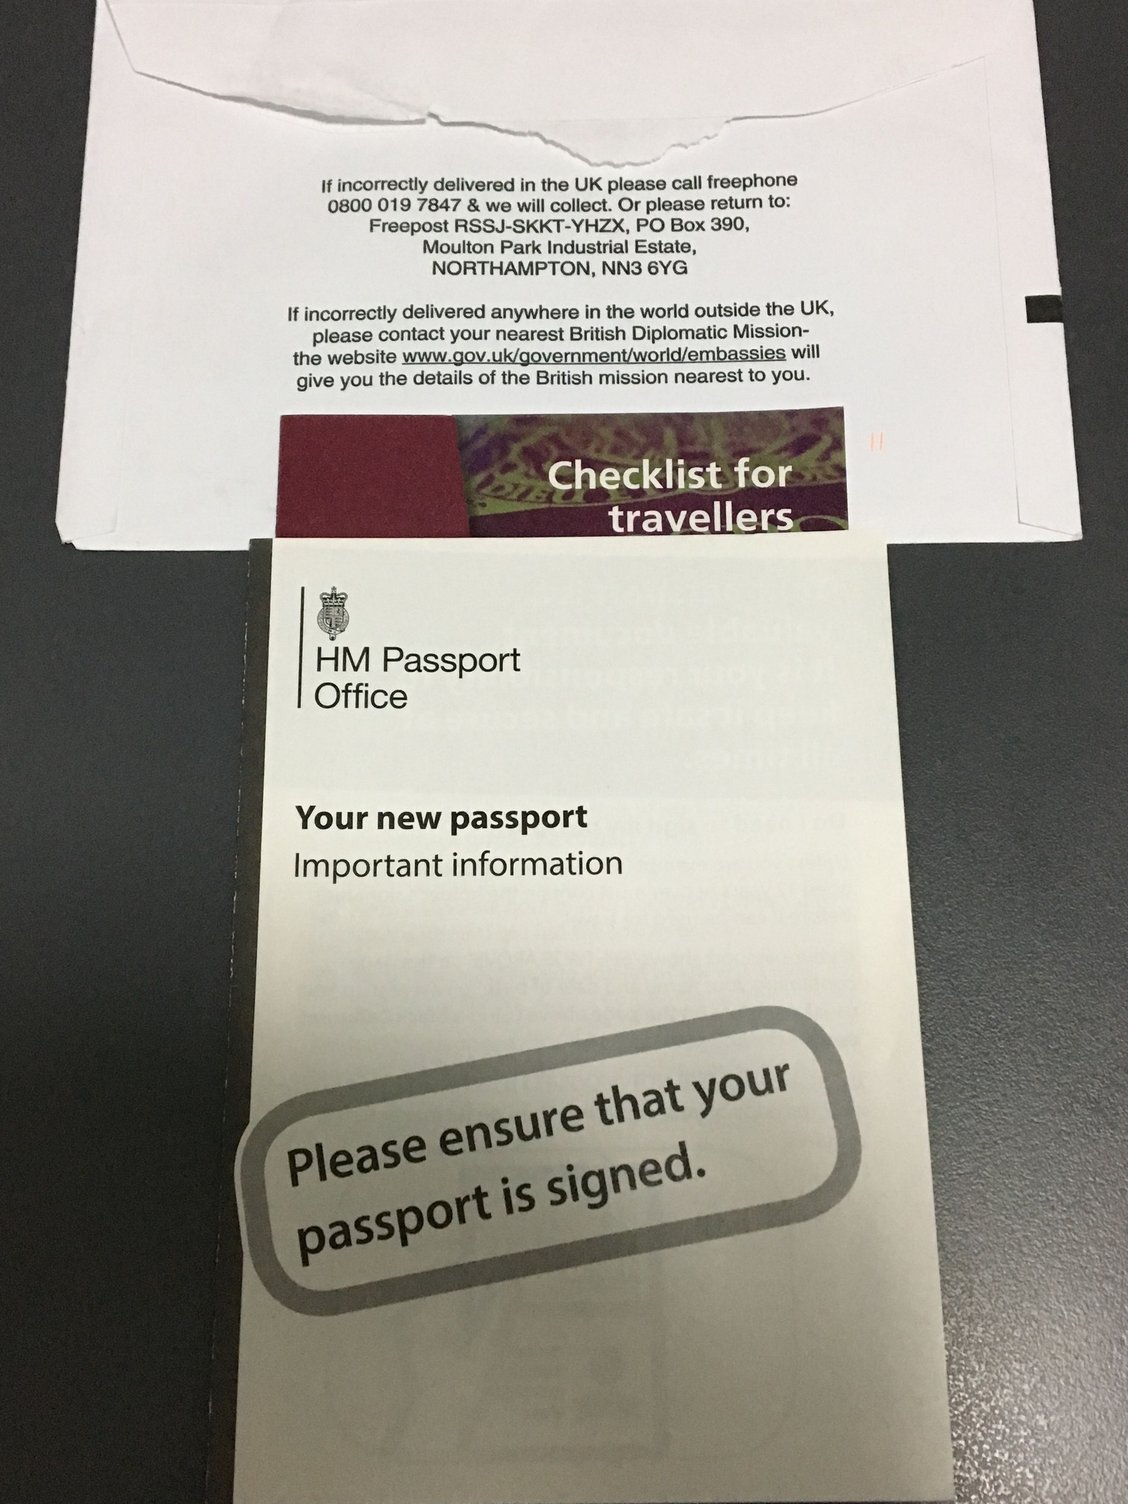 If incorrectly delivered in the UK please call freephone
0800 019 7847 & we will collect. Or please return to:
Freepost RSSJ-SKKT-YHZX, PO Box 390,
Moulton Park Industrial Estate,
NORTHAMPTON, NN3 6YG
If incorrectly delivered anywhere in the world outside the UK,
please contact your nearest British Diplomatic Mission-
the website www.gov.uk/government/world/embassies will
give you the details of the British mission nearest to you.
DIEU ET
Checklist for
travellers
HM Passport
Office
Your new passport
Important information
Please ensure that your
passport is signed.